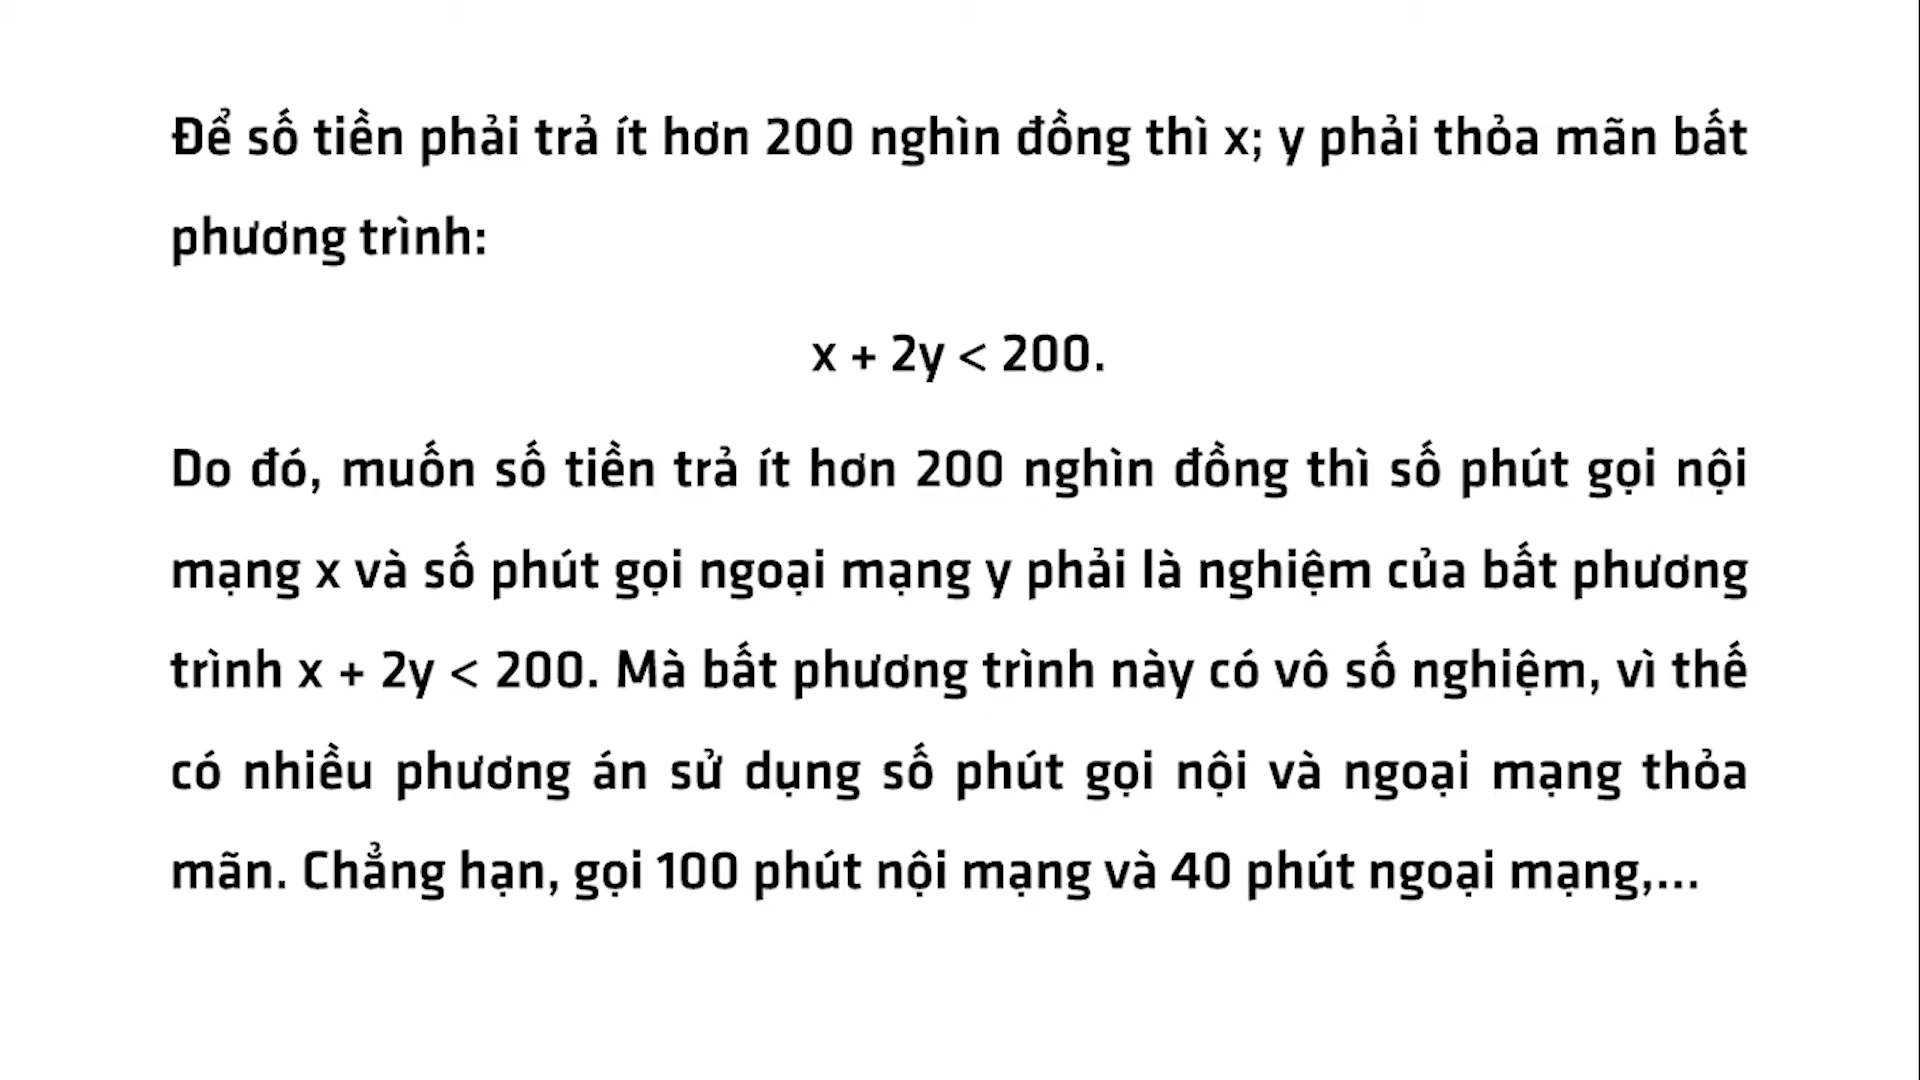 Để số tiền phải trả ít hơn 200 nghìn đồng thì x; y phải thỏa mãn bất
phương trình:
x + 2y < 200.
Do đó, muốn số tiền trả ít hơn 200 nghìn đồng thì số phút gọi nội
mạng x và số phút gọi ngoại mạng y phải là nghiệm của bất phương
trình x + 2y < 200. Mà bất phương trình này có vô số nghiệm, vì thế
có nhiều phương án sử dụng số phút gọi nội và ngoại mạng thỏa
mãn. Chẳng hạn, gọi 100 phút nội mạng và 40 phút ngoại mạng,...